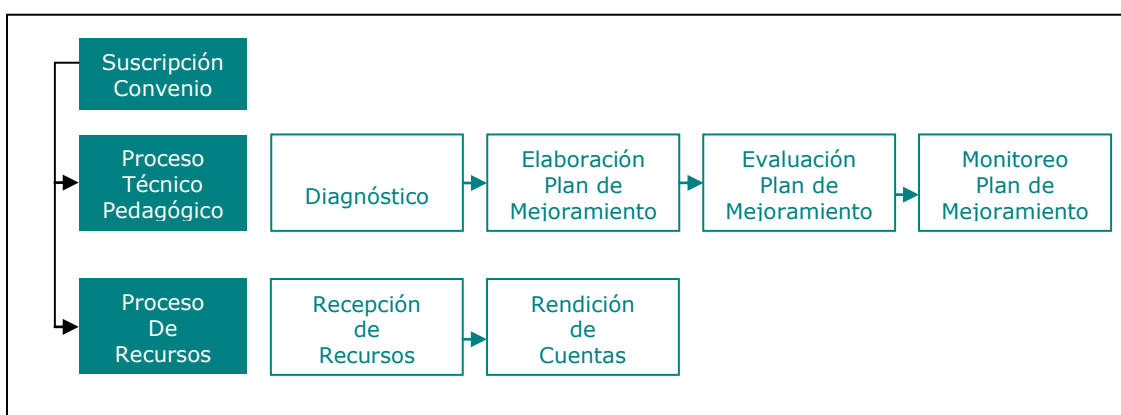 Suscripción
Convenio
Proceso
Técnico
Pedagógico
Diagnóstico
Elaboración
Plan de
Mejoramiento
Evaluación
Plan de
Mejoramiento
Monitoreo
Plan de
Mejoramiento
Proceso
De
Recursos
Recepción
de
Recursos
Rendición
de
Cuentas